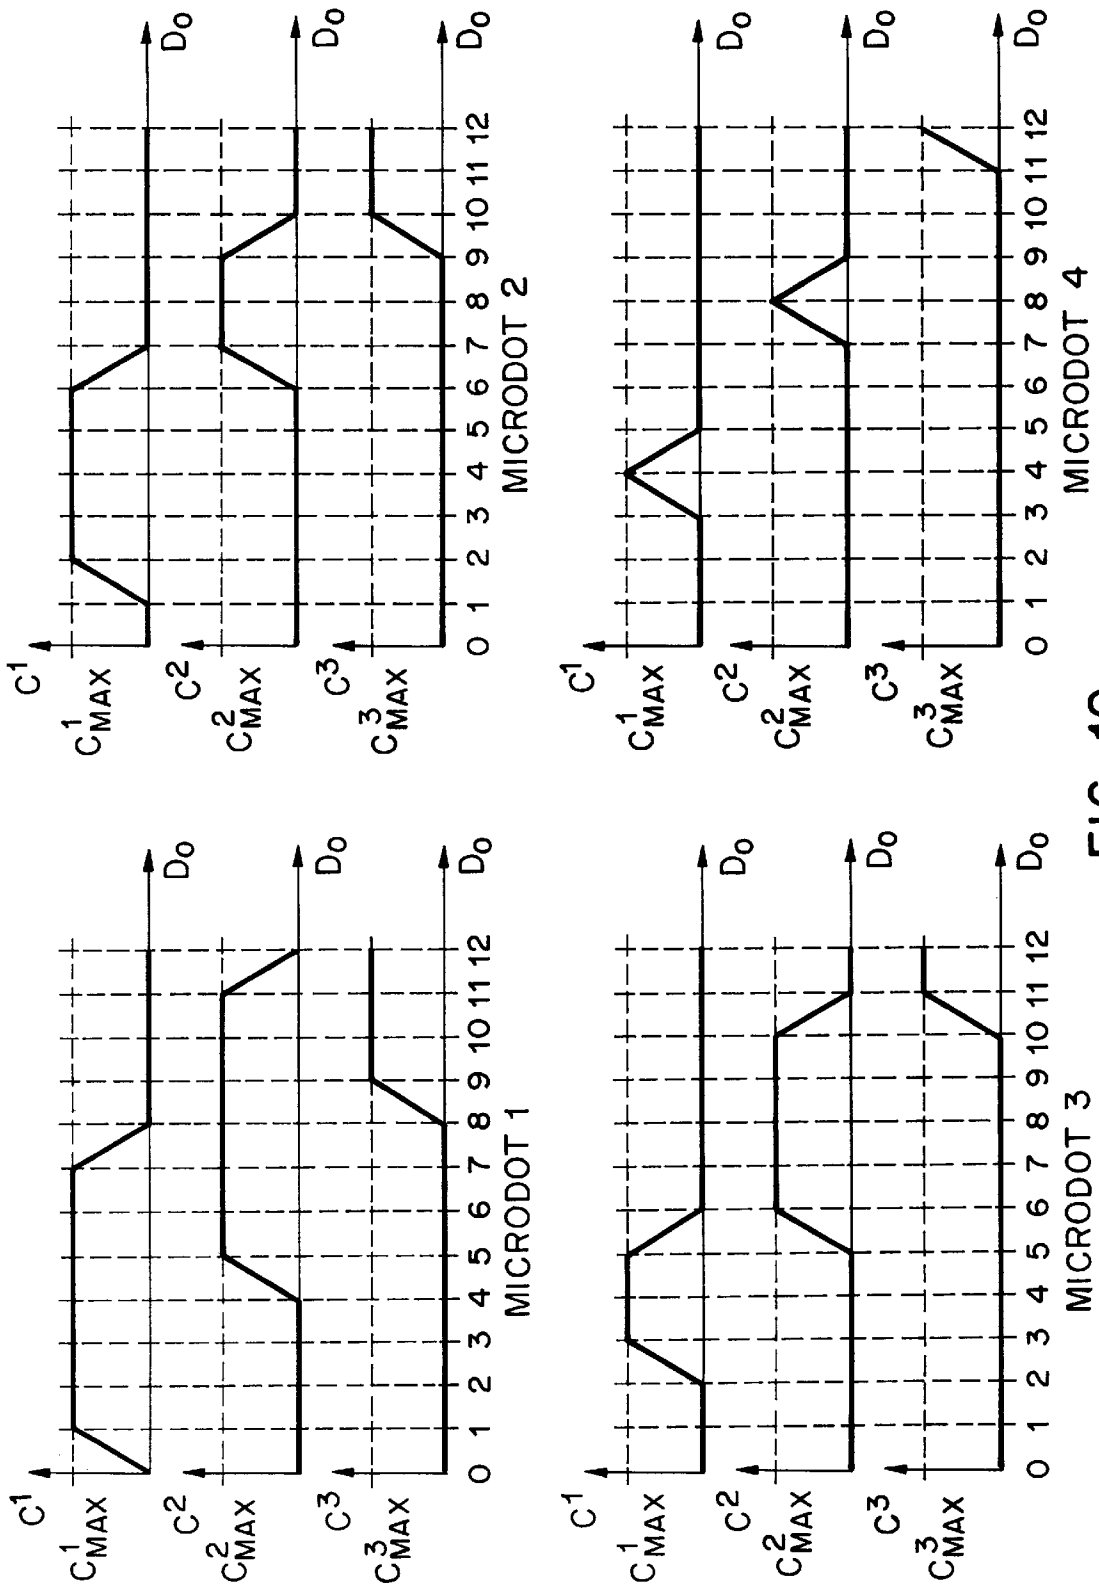 C¹
C¹MAX
D₀
C²
C²MAX
D₀
C³
C³MAX
D₀
0 1 2 3 4 5 6 7 8 9 10 11 12
MICRODOT 1
C¹
C¹MAX
D₀
C²
C²MAX
D₀
C³
C³MAX
D₀
0 1 2 3 4 5 6 7 8 9 10 11 12
MICRODOT 2
C¹
C¹MAX
D₀
C²
C²MAX
D₀
C³
C³MAX
D₀
0 1 2 3 4 5 6 7 8 9 10 11 12
MICRODOT 3
C¹
C¹MAX
D₀
C²
C²MAX
D₀
C³
C³MAX
D₀
0 1 2 3 4 5 6 7 8 9 10 11 12
MICRODOT 4